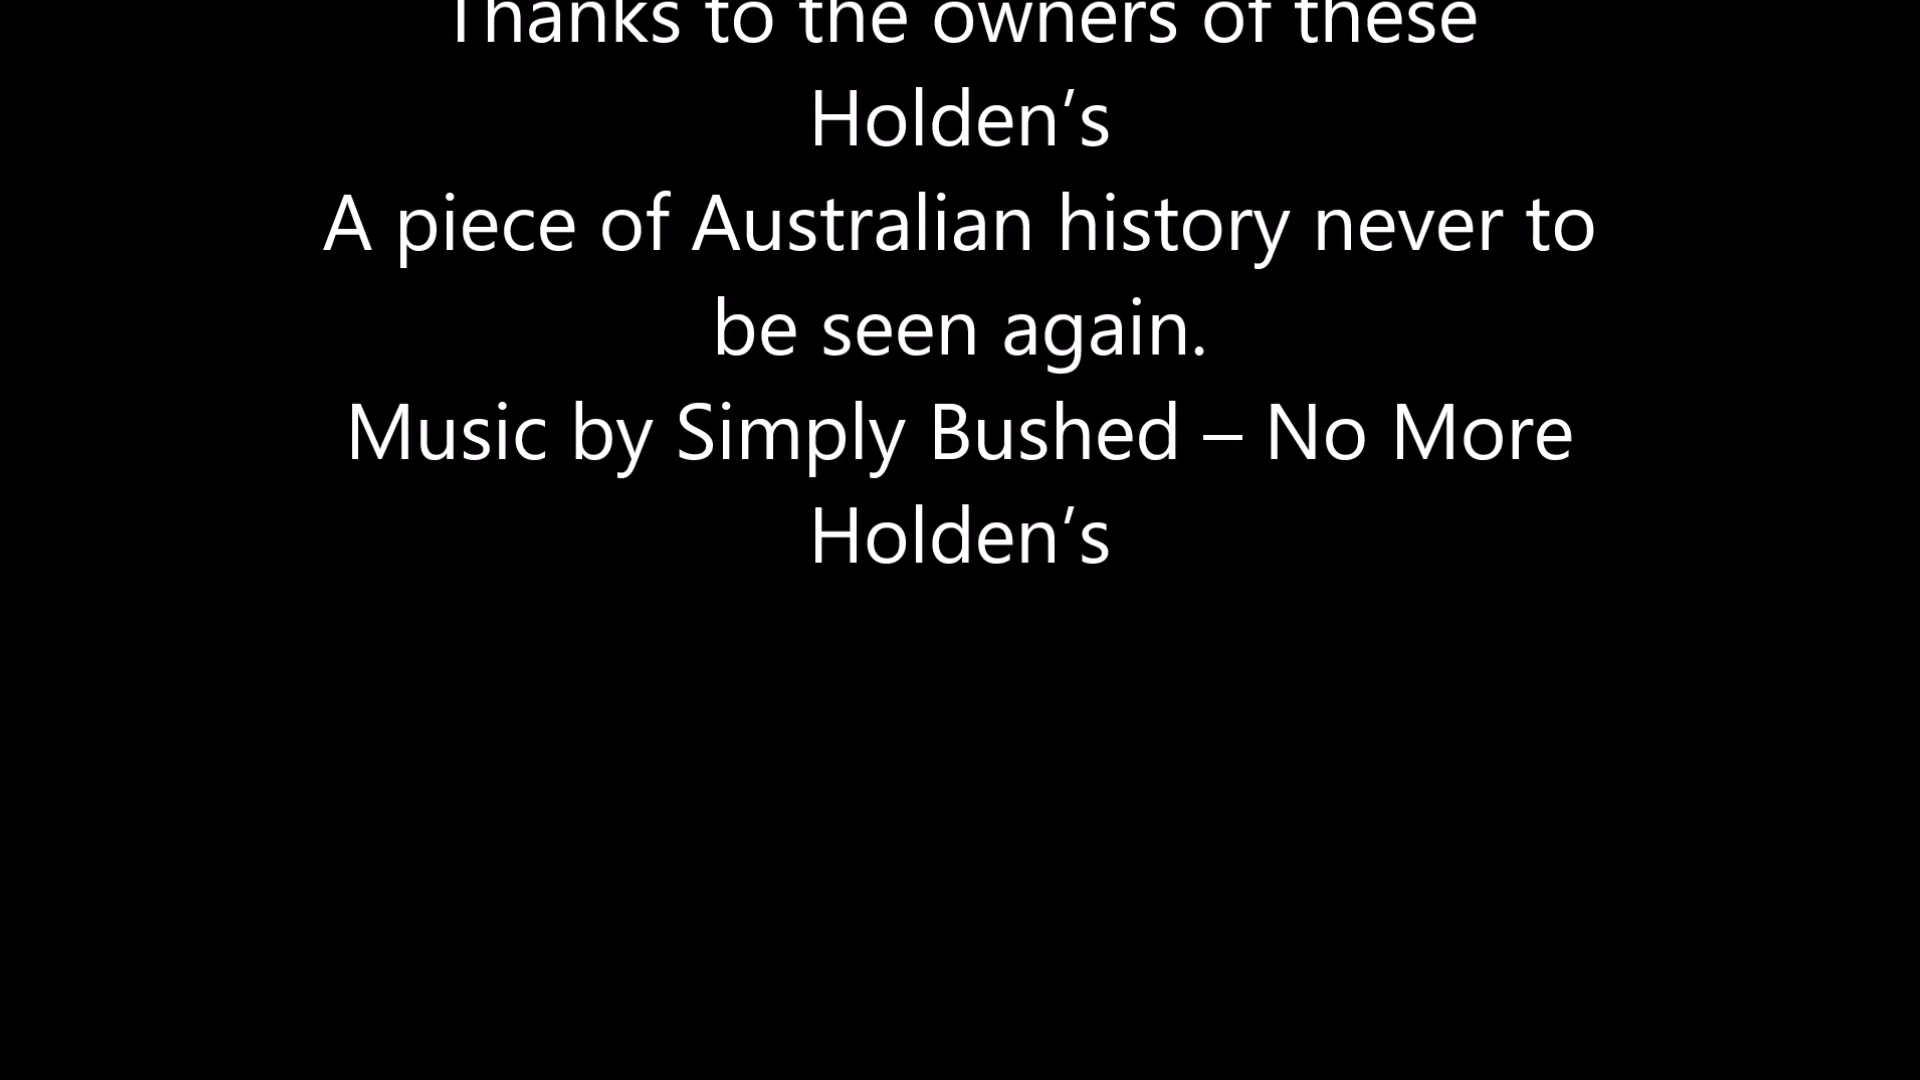 Thanks to the owners of these
Holden’s
A piece of Australian history never to
be seen again.
Music by Simply Bushed – No More
Holden’s